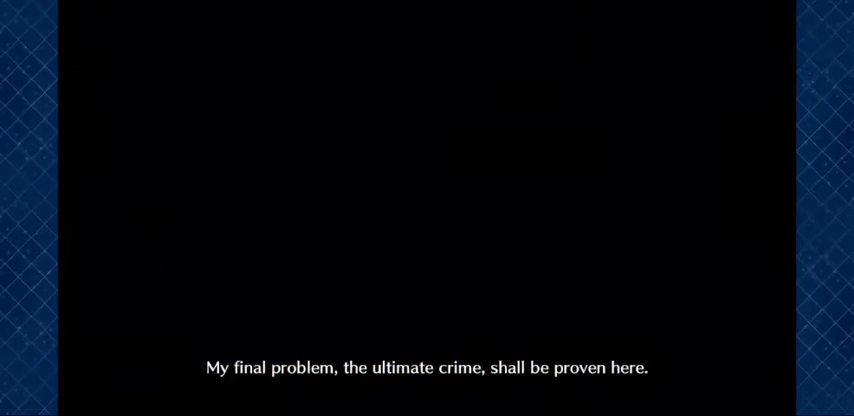 My final problem, the ultimate crime, shall be proven here.